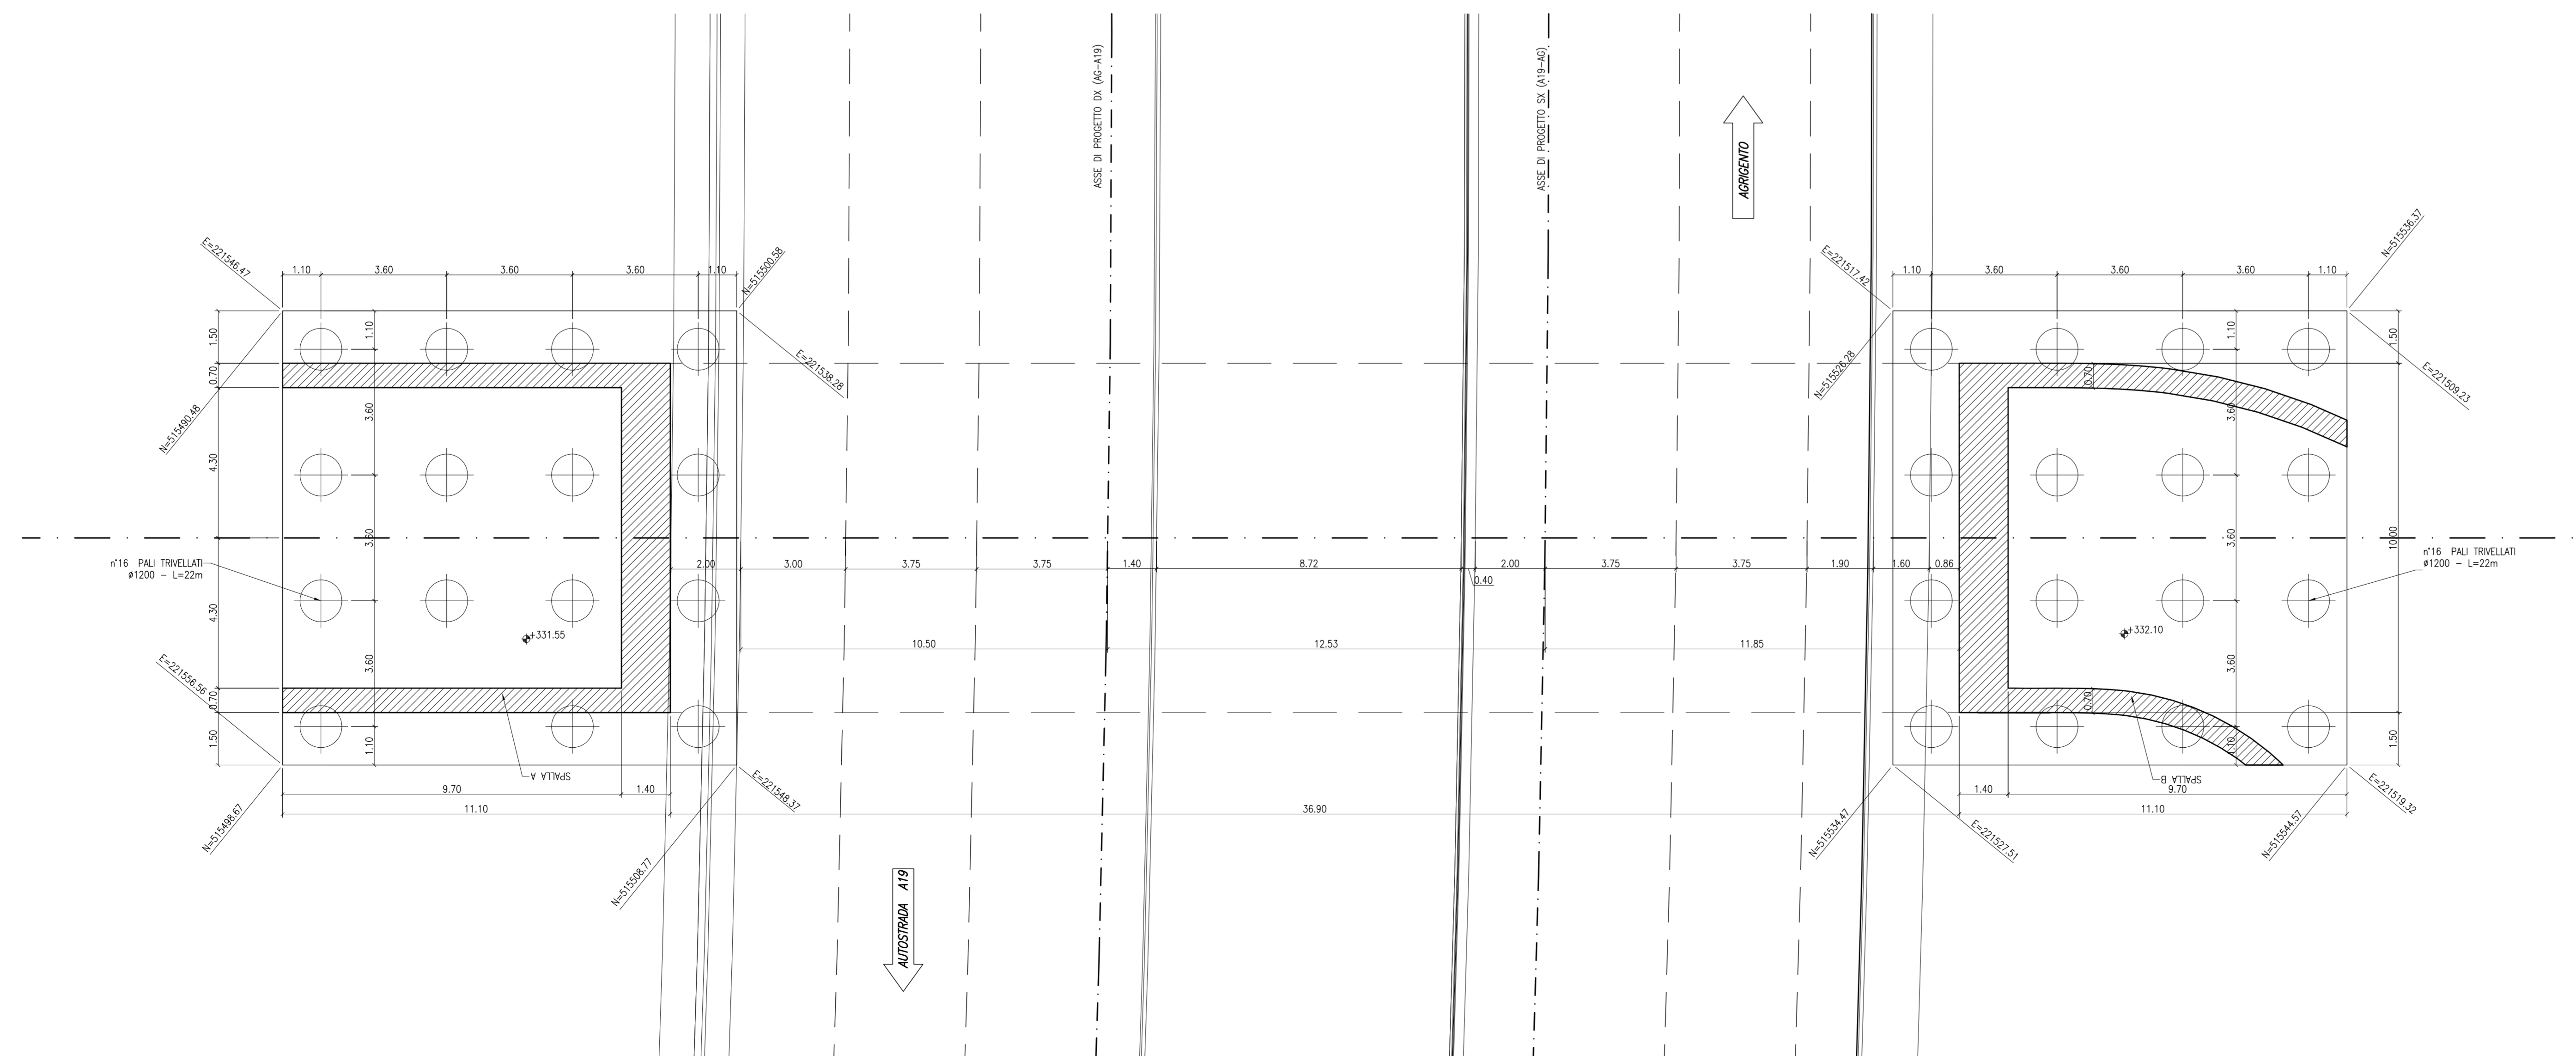 ASSE DI PROGETTO DX (AG-A19)
ASSE DI PROGETTO SX (A19-AG)
AGRIGENTO
E=221546.47
N=515500.58
E=221517.42
N=515536.37
1.10
3.60
3.60
3.60
1.10
1.10
3.60
3.60
3.60
1.10
1.50
1.10
1.10
1.50
0.70
E=221538.28
N=515526.28
0.70
E=221509.23
N=515490.48
3.60
3.60
4.30
3.60
3.60
10.00
n°16 PALI TRIVELLATI
ø1200 - L=22m
2.00
3.00
3.75
3.75
1.40
8.72
0.40
2.00
3.75
3.75
1.90
1.60
0.86
n°16 PALI TRIVELLATI
ø1200 - L=22m
4.30
+331.55
+332.10
10.50
12.53
11.85
E=221556.56
3.60
3.60
0.70
0.70
1.50
1.10
1.10
1.50
SPALLA A
SPALLA B
E=221548.37
E=221519.32
9.70
1.40
1.40
9.70
11.10
36.90
11.10
N=515498.67
N=515508.77
N=515534.47
E=221527.51
N=515544.57
AUTOSTRADA A19